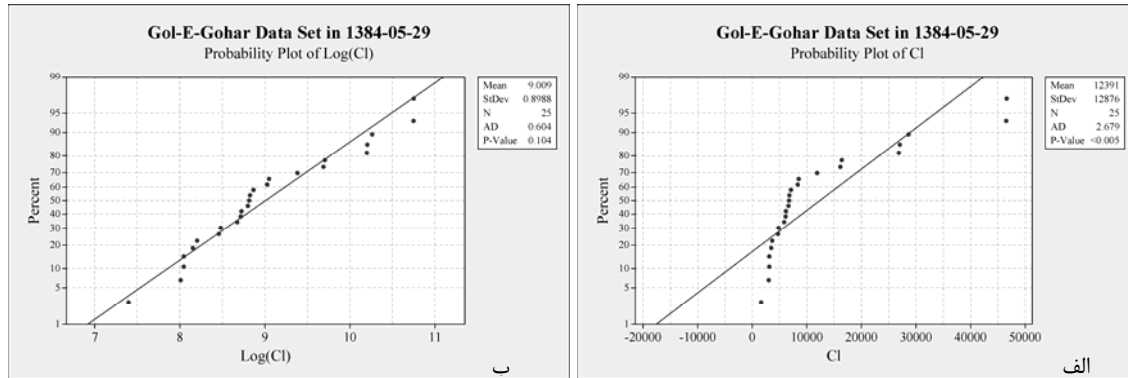 Gol-E-Gohar Data Set in 1384-05-29
Probability Plot of Log(Cl)
99
95
90
80
70
60
50
40
30
20
10
5
1
Percent
7 8 9 10 11
Log(Cl)
Mean 9.009
StDev 0.8988
N 25
AD 0.604
P-Value 0.104
ب
Gol-E-Gohar Data Set in 1384-05-29
Probability Plot of Cl
99
95
90
80
70
60
50
40
30
20
10
5
1
Percent
-20000 -10000 0 10000 20000 30000 40000 50000
Cl
Mean 12391
StDev 12876
N 25
AD 2.679
P-Value <0.005
الف